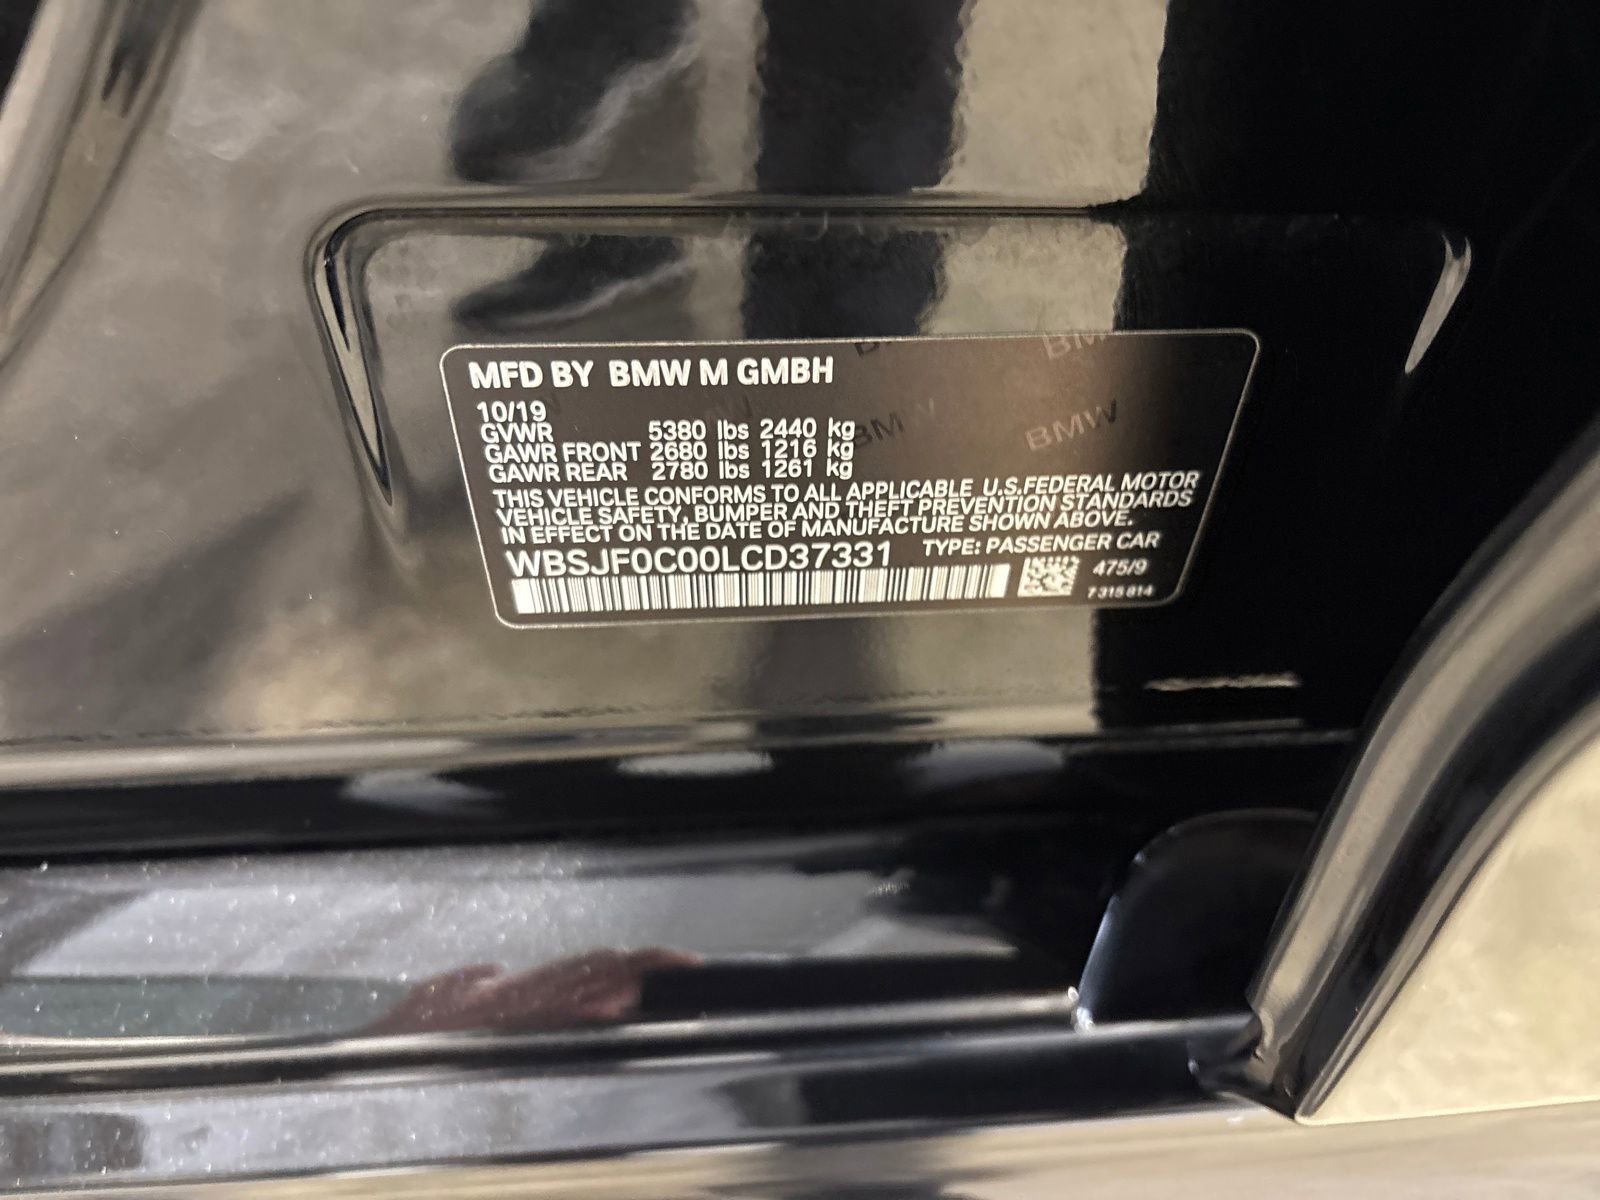 MFD BY BMW M GMBH
10/19
GVWR 5380 lbs 2440 kg
GAWR FRONT 2680 lbs 1216 kg
GAWR REAR 2780 lbs 1261 kg
THIS VEHICLE CONFORMS TO ALL APPLICABLE U.S.FEDERAL MOTOR
VEHICLE SAFETY, BUMPER AND THEFT PREVENTION STANDARDS
IN EFFECT ON THE DATE OF MANUFACTURE SHOWN ABOVE.
WBSJF0C00LCD37331 TYPE: PASSENGER CAR
475/9
7 315 814
BMW
BMW
BMW
BMW